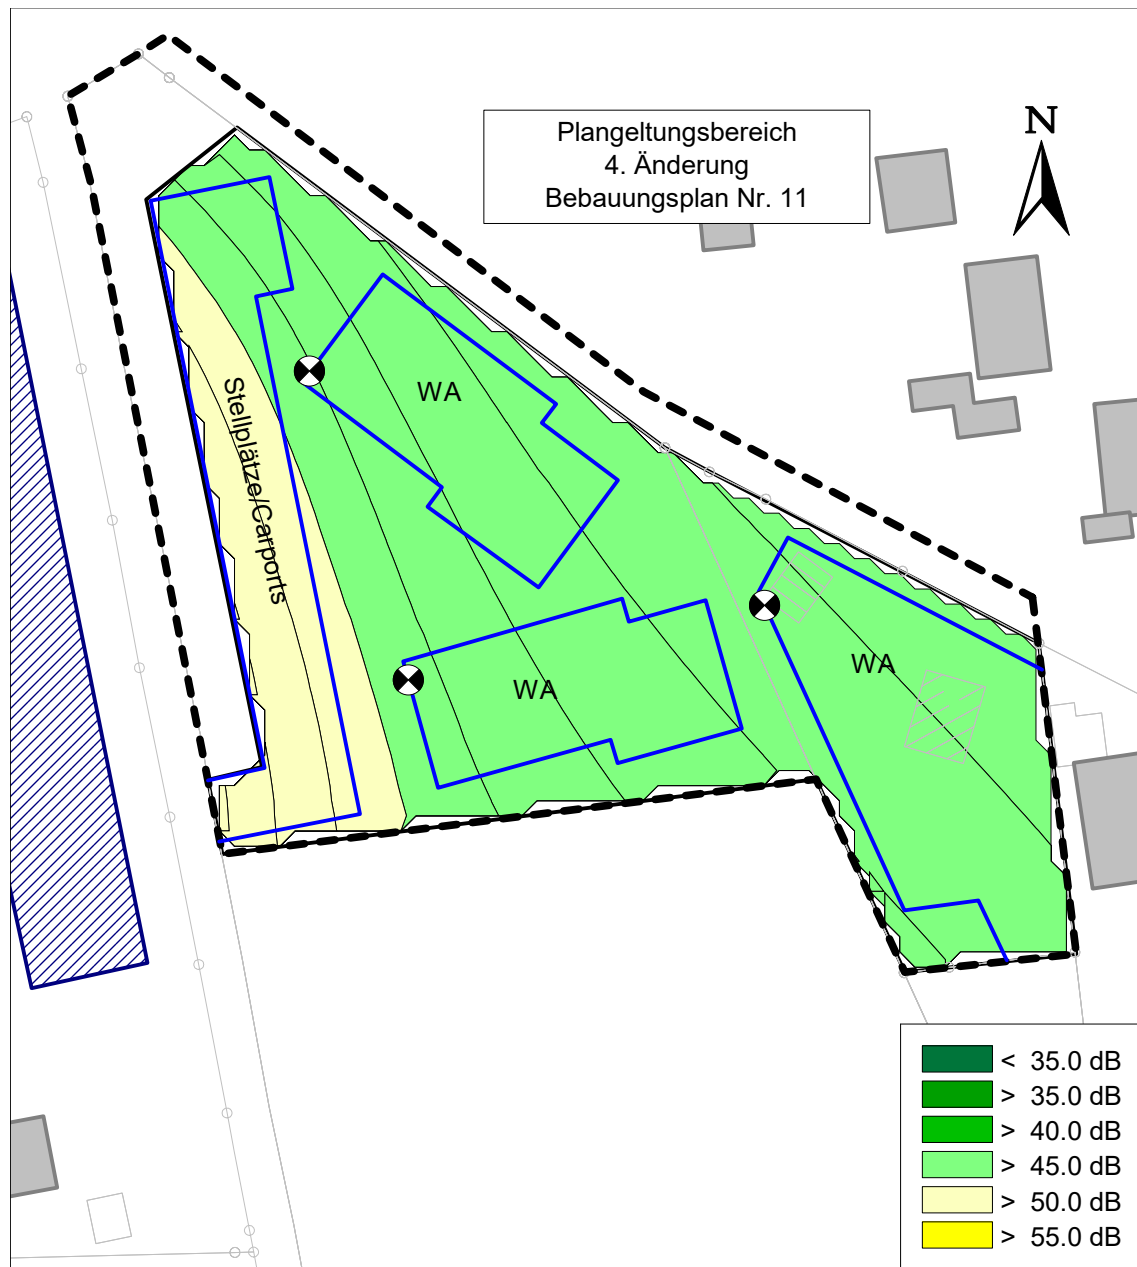 Plangeltungsbereich
4. Änderung
Bebauungsplan Nr. 11
N
WA
Stellplätze/Carports
WA
WA
< 35.0 dB
> 35.0 dB
> 40.0 dB
> 45.0 dB
> 50.0 dB
> 55.0 dB